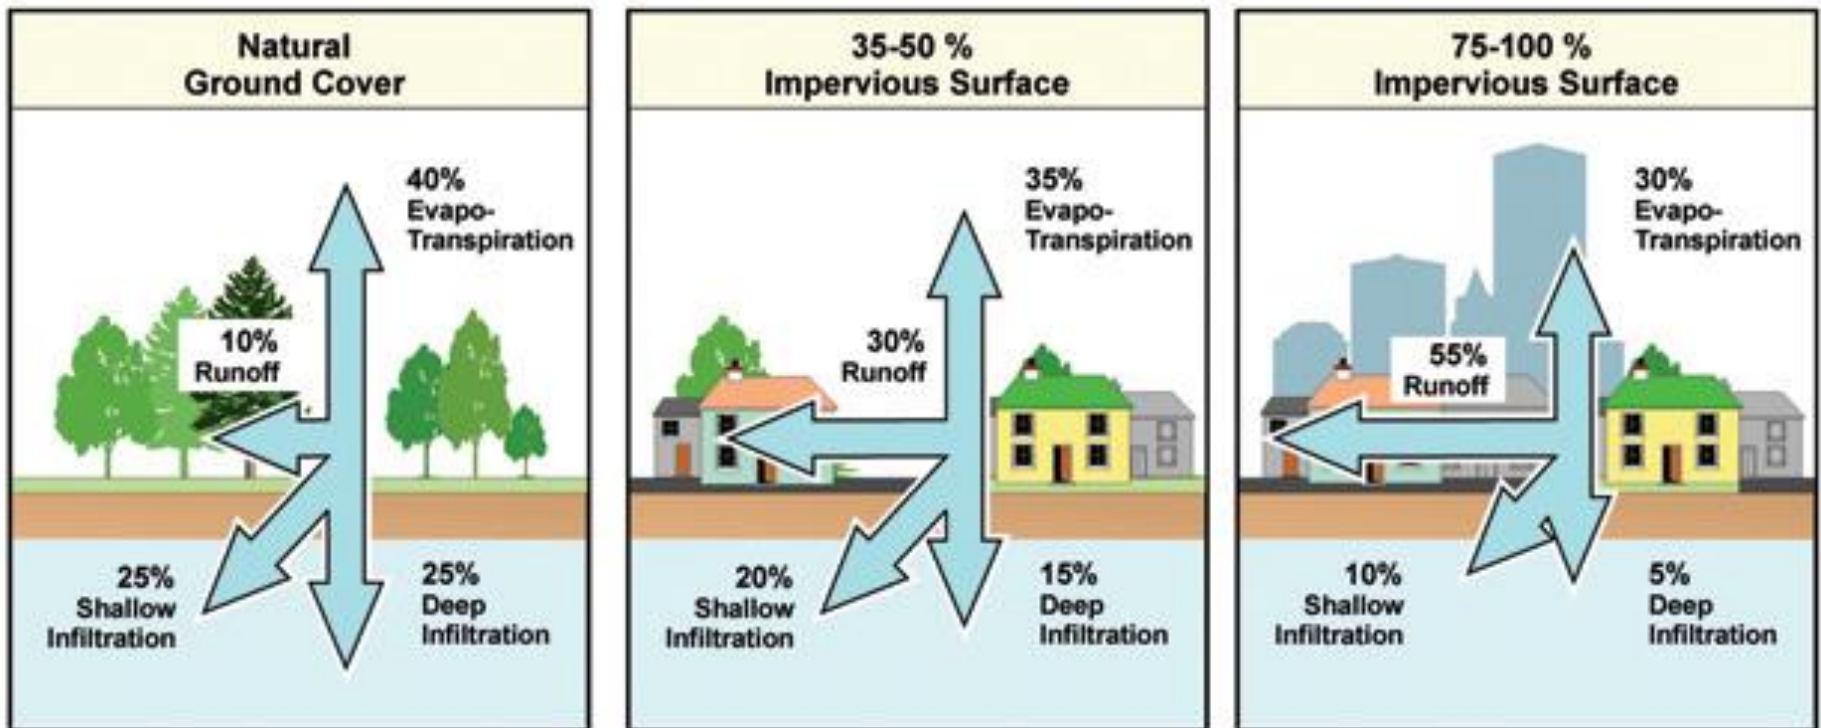 Natural
Ground Cover
40%
Evapo-
Transpiration
10%
Runoff
25%
Shallow
Infiltration
25%
Deep
Infiltration
35-50 %
Impervious Surface
35%
Evapo-
Transpiration
30%
Runoff
20%
Shallow
Infiltration
15%
Deep
Infiltration
75-100 %
Impervious Surface
30%
Evapo-
Transpiration
55%
Runoff
10%
Shallow
Infiltration
5%
Deep
Infiltration